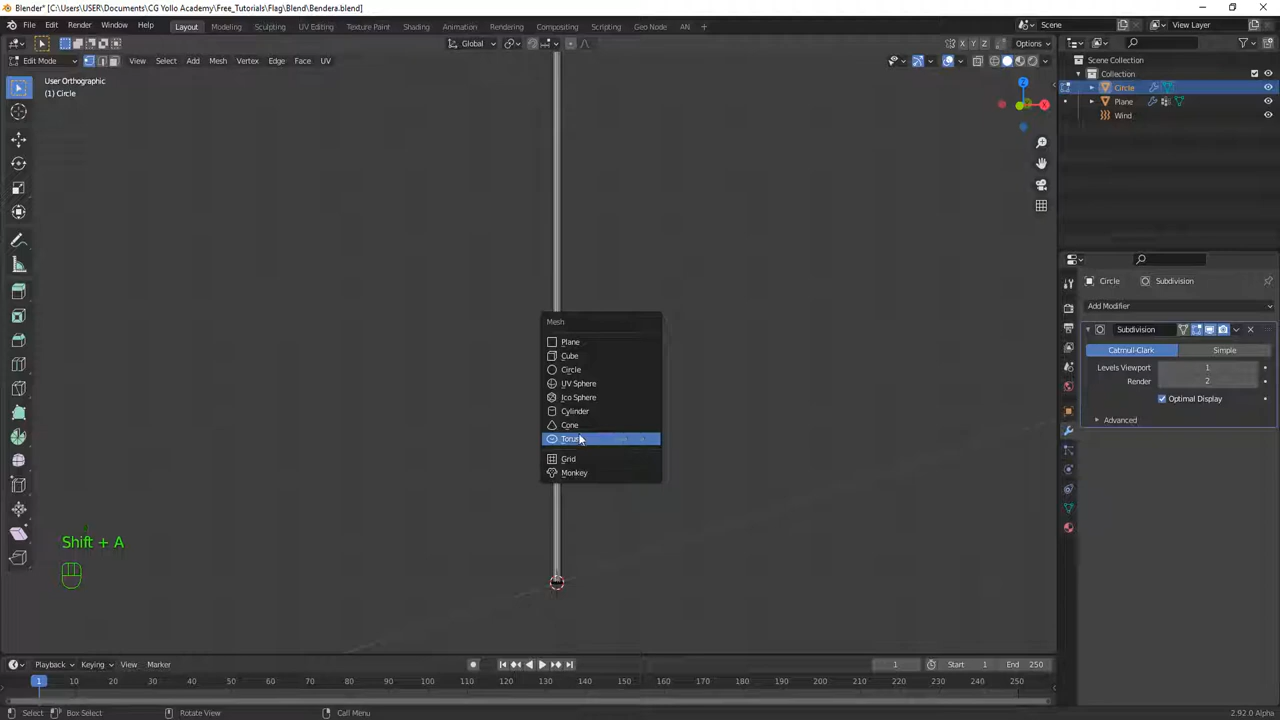 Blender* [C:\Users\USER\Documents\CG Yollo Academy\Free_Tutorials\Flag\Blend\Bendera.blend]
File Edit Render Window Help Layout Modeling Sculpting UV Editing Texture Paint Shading Animation Rendering Compositing Scripting Geo Node AN + Scene View Layer
Global X Y Z Options
Edit Mode View Select Add Mesh Vertex Edge Face UV
User Orthographic
(1) Circle
Z
X
Scene Collection
Collection
Circle
Plane
Wind
Circle Subdivision
Add Modifier
Subdivision
Catmull-Clark Simple
Levels Viewport 1
Render 2
Optimal Display
Advanced
Mesh
Plane
Cube
Circle
UV Sphere
Ico Sphere
Cylinder
Cone
Torus
Grid
Monkey
Shift + A
Playback Keying View Marker 1 Start 1 End 250
1 10 20 30 40 50 60 70 80 90 100 110 120 130 140 150 160 170 180 190 200 210 220 230 240 250
Select Box Select Rotate View Call Menu 2.92.0 Alpha